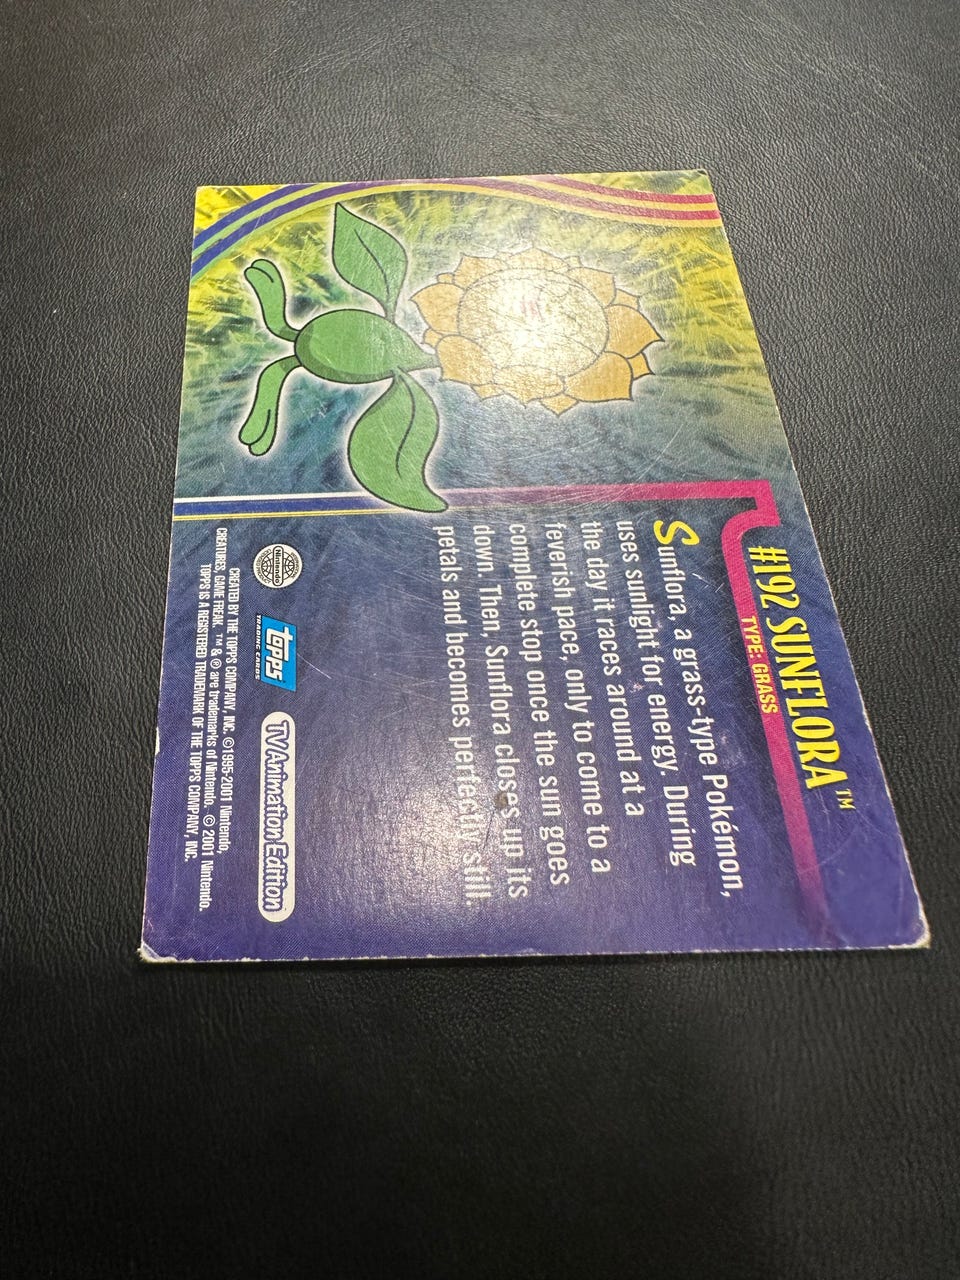 #192 SUNFLORA™
TYPE: GRASS
Sunflora, a grass-type Pokémon,
uses sunlight for energy. During
the day it races around at a
feverish pace, only to come to a
complete stop once the sun goes
down. Then, Sunflora closes up its
petals and becomes perfectly still.
Nintendo
topps
TRADING CARDS
TV Animation Edition
CREATED BY THE TOPPS COMPANY, INC. ©1995-2001 Nintendo,
CREATURES, GAME FREAK. ™ & ® are trademarks of Nintendo. © 2001 Nintendo.
TOPPS IS A REGISTERED TRADEMARK OF THE TOPPS COMPANY, INC.